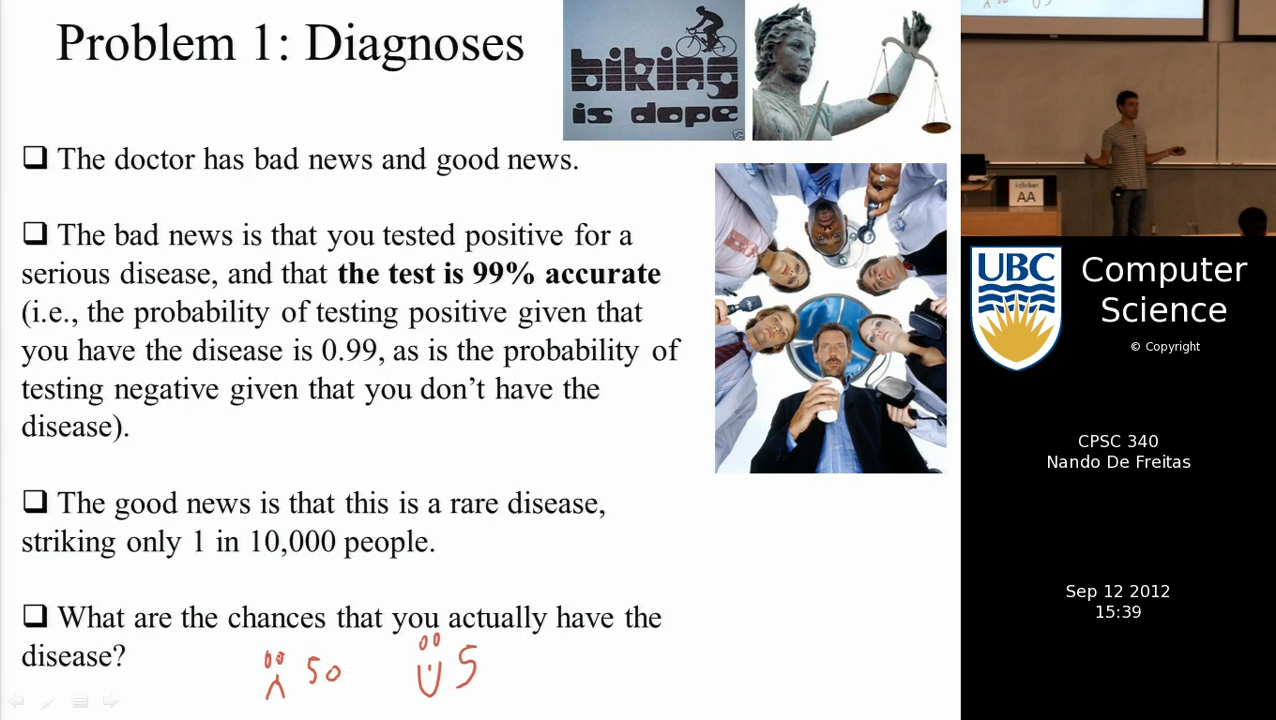 Problem 1: Diagnoses
biking
is dope
The doctor has bad news and good news.
The bad news is that you tested positive for a
serious disease, and that the test is 99% accurate
(i.e., the probability of testing positive given that
you have the disease is 0.99, as is the probability of
testing negative given that you don’t have the
disease).
The good news is that this is a rare disease,
striking only 1 in 10,000 people.
What are the chances that you actually have the
disease?
50
5
i-clicker
AA
UBC
Computer
Science
© Copyright
CPSC 340
Nando De Freitas
Sep 12 2012
15:39